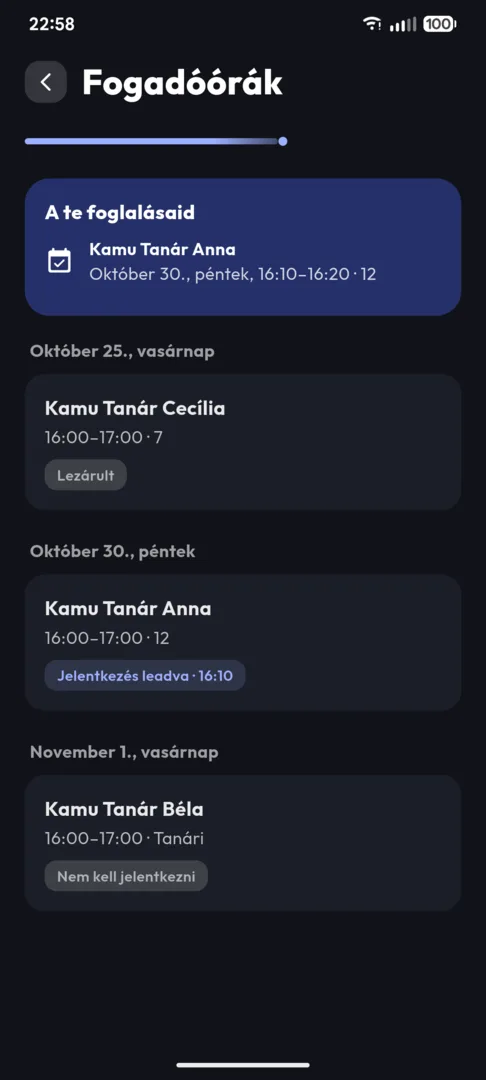 22:58
100
Fogadóórák
A te foglalásaid
Kamu Tanár Anna
Október 30., péntek, 16:10–16:20 · 12
Október 25., vasárnap
Kamu Tanár Cecília
16:00–17:00 · 7
Lezárult
Október 30., péntek
Kamu Tanár Anna
16:00–17:00 · 12
Jelentkezés leadva · 16:10
November 1., vasárnap
Kamu Tanár Béla
16:00–17:00 · Tanári
Nem kell jelentkezni